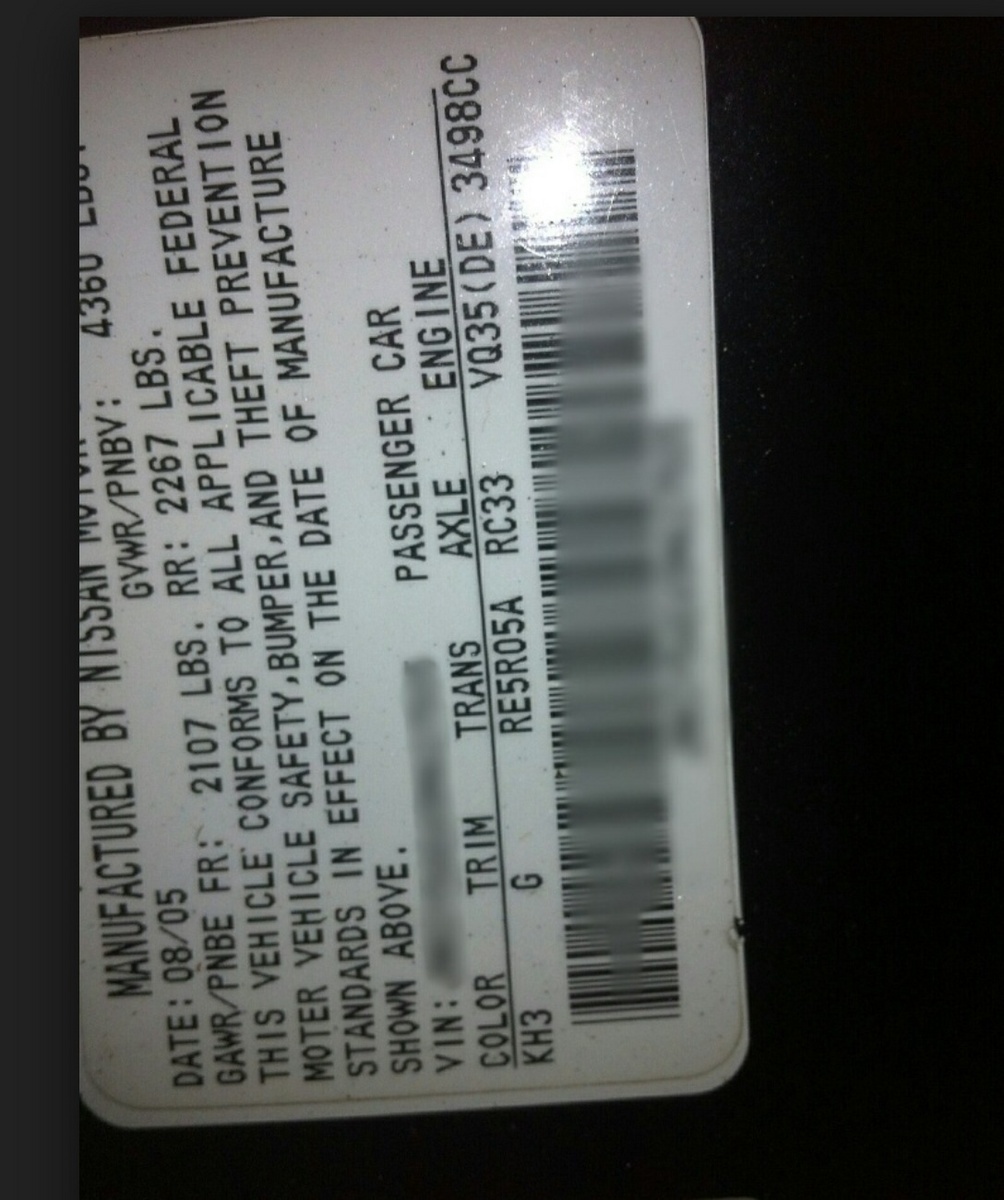 MANUFACTURED BY NISSAN
DATE: 08/05 GVWR/PNBV: 4360
GAWR/PNBE FR: 2107 LBS. RR: 2267 LBS.
THIS VEHICLE CONFORMS TO ALL APPLICABLE FEDERAL
MOTER VEHICLE SAFETY,BUMPER,AND THEFT PREVENTION
STANDARDS IN EFFECT ON THE DATE OF MANUFACTURE
SHOWN ABOVE.
VIN: PASSENGER CAR
COLOR TRIM TRANS AXLE ENGINE
KH3 G RE5R05A RC33 VQ35(DE) 3498CC